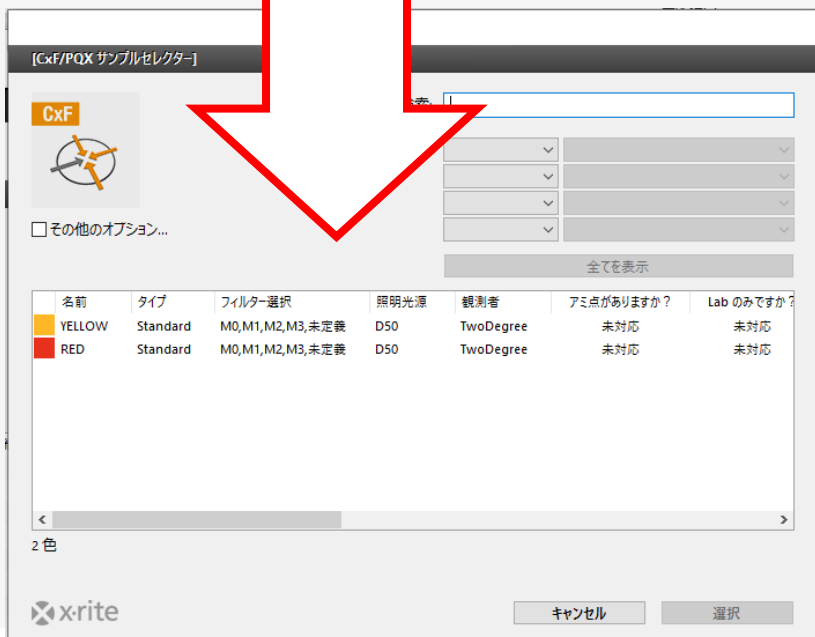 [CxF/PQX サンプルセレクター]
CxF
その他のオプション...
全てを表示
名前 タイプ フィルター選択 照明光源 観測者 アミ点がありますか？ Lab のみですか？
YELLOW Standard M0,M1,M2,M3,未定義 D50 TwoDegree 未対応 未対応
RED Standard M0,M1,M2,M3,未定義 D50 TwoDegree 未対応 未対応
2 色
x·rite
キャンセル 選択